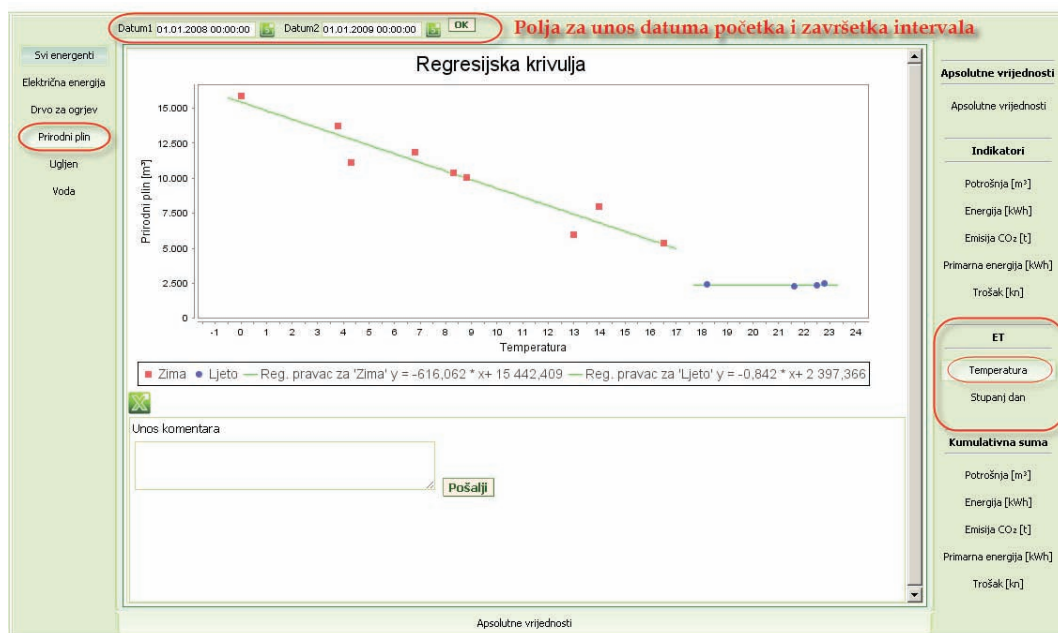 Datum1 01.01.2008 00:00:00 Datum2 01.01.2009 00:00:00 OK Polja za unos datuma početka i završetka intervala
Svi energenti
Električna energija
Drvo za ogrjev
Prirodni plin
Ugljen
Voda
Regresijska krivulja
Prirodni plin [m³]
15.000
12.500
10.000
7.500
5.000
2.500
0
-1 0 1 2 3 4 5 6 7 8 9 10 11 12 13 14 15 16 17 18 19 20 21 22 23 24
Temperatura
Zima Ljeto Reg. pravac za 'Zima' y = -616,062 * x+ 15 442,409 Reg. pravac za 'Ljeto' y = -0,842 * x+ 2 397,366
Unos komentara
Pošalji
Apsolutne vrijednosti
Apsolutne vrijednosti
Indikatori
Potrošnja [m³]
Energija [kWh]
Emisija CO₂ [t]
Primarna energija [kWh]
Trošak [kn]
ET
Temperatura
Stupanj dan
Kumulativna suma
Potrošnja [m³]
Energija [kWh]
Emisija CO₂ [t]
Primarna energija [kWh]
Trošak [kn]
Apsolutne vrijednosti